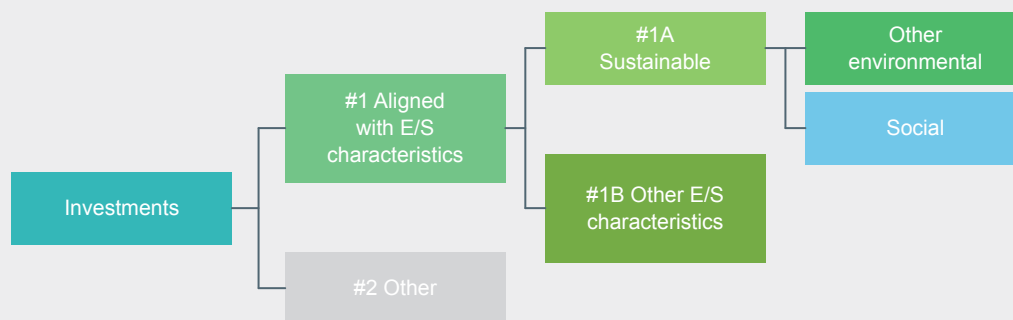 Investments
#1 Aligned
with E/S
characteristics
#2 Other
#1A
Sustainable
#1B Other E/S
characteristics
Other
environmental
Social